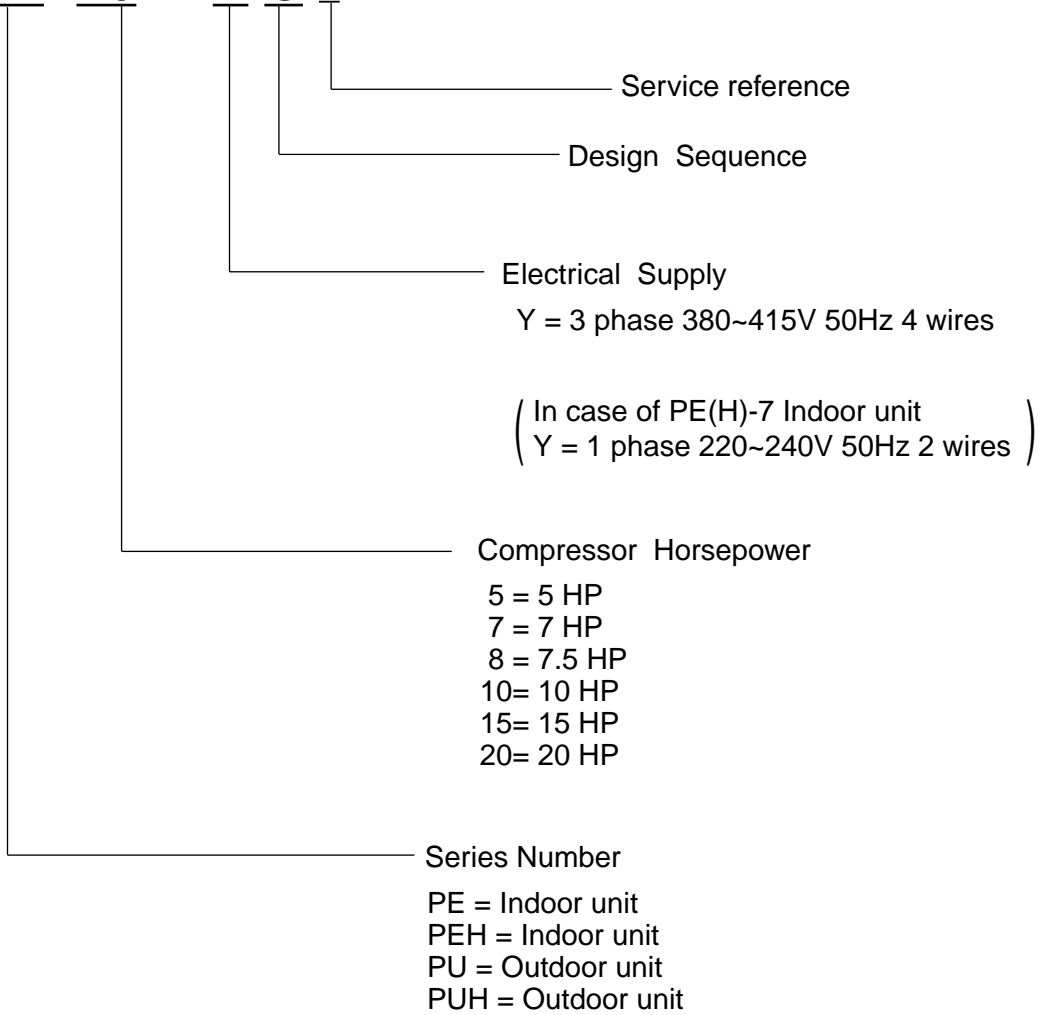 Service reference
Design Sequence
Electrical Supply
Y = 3 phase 380~415V 50Hz 4 wires
( In case of PE(H)-7 Indoor unit )
Y = 1 phase 220~240V 50Hz 2 wires
Compressor Horsepower
5 = 5 HP
7 = 7 HP
8 = 7.5 HP
10= 10 HP
15= 15 HP
20= 20 HP
Series Number
PE = Indoor unit
PEH = Indoor unit
PU = Outdoor unit
PUH = Outdoor unit